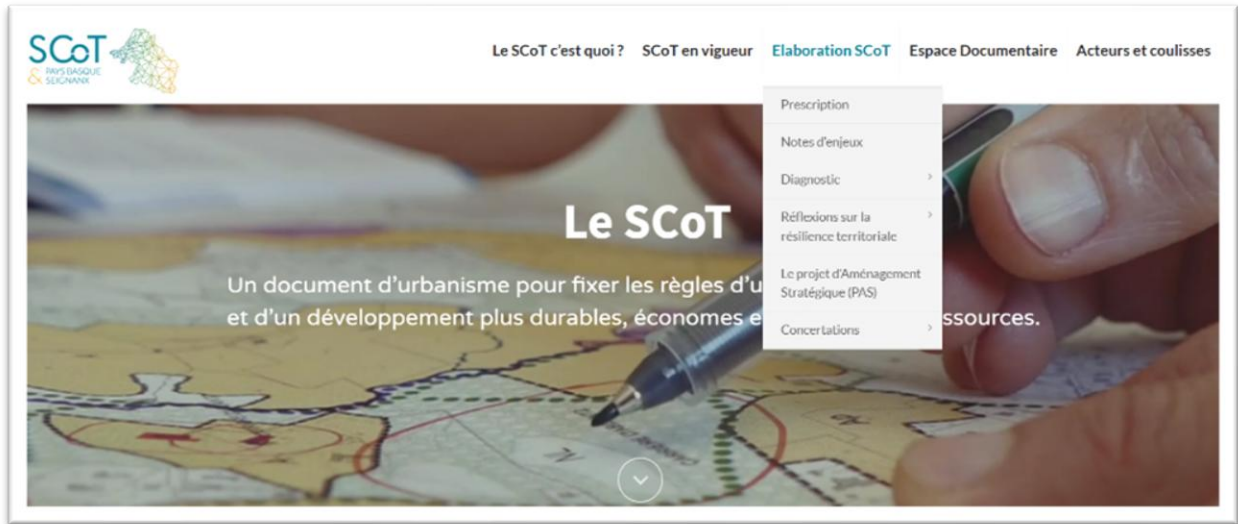 SCoT
& PAYS BASQUE
SEIGNANX
Le SCoT c'est quoi ? SCoT en vigueur Elaboration SCoT Espace Documentaire Acteurs et coulisses
Prescription
Notes d'enjeux
Diagnostic
Réflexions sur la
résilience territoriale
Le projet d'Aménagement
Stratégique (PAS)
Concertations
Le SCoT
Un document d'urbanisme pour fixer les règles d'u
et d'un développement plus durables, économes e ssources.